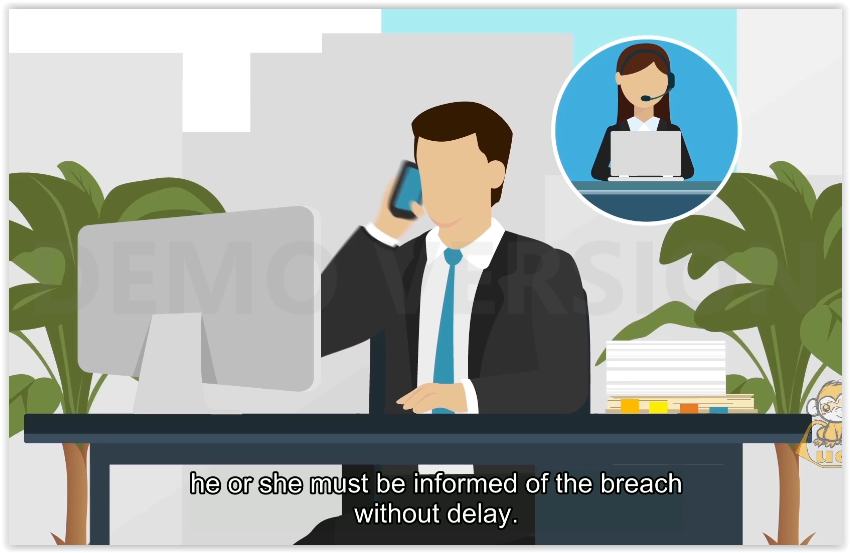 DEMO VERSION
he or she must be informed of the breach
without delay.